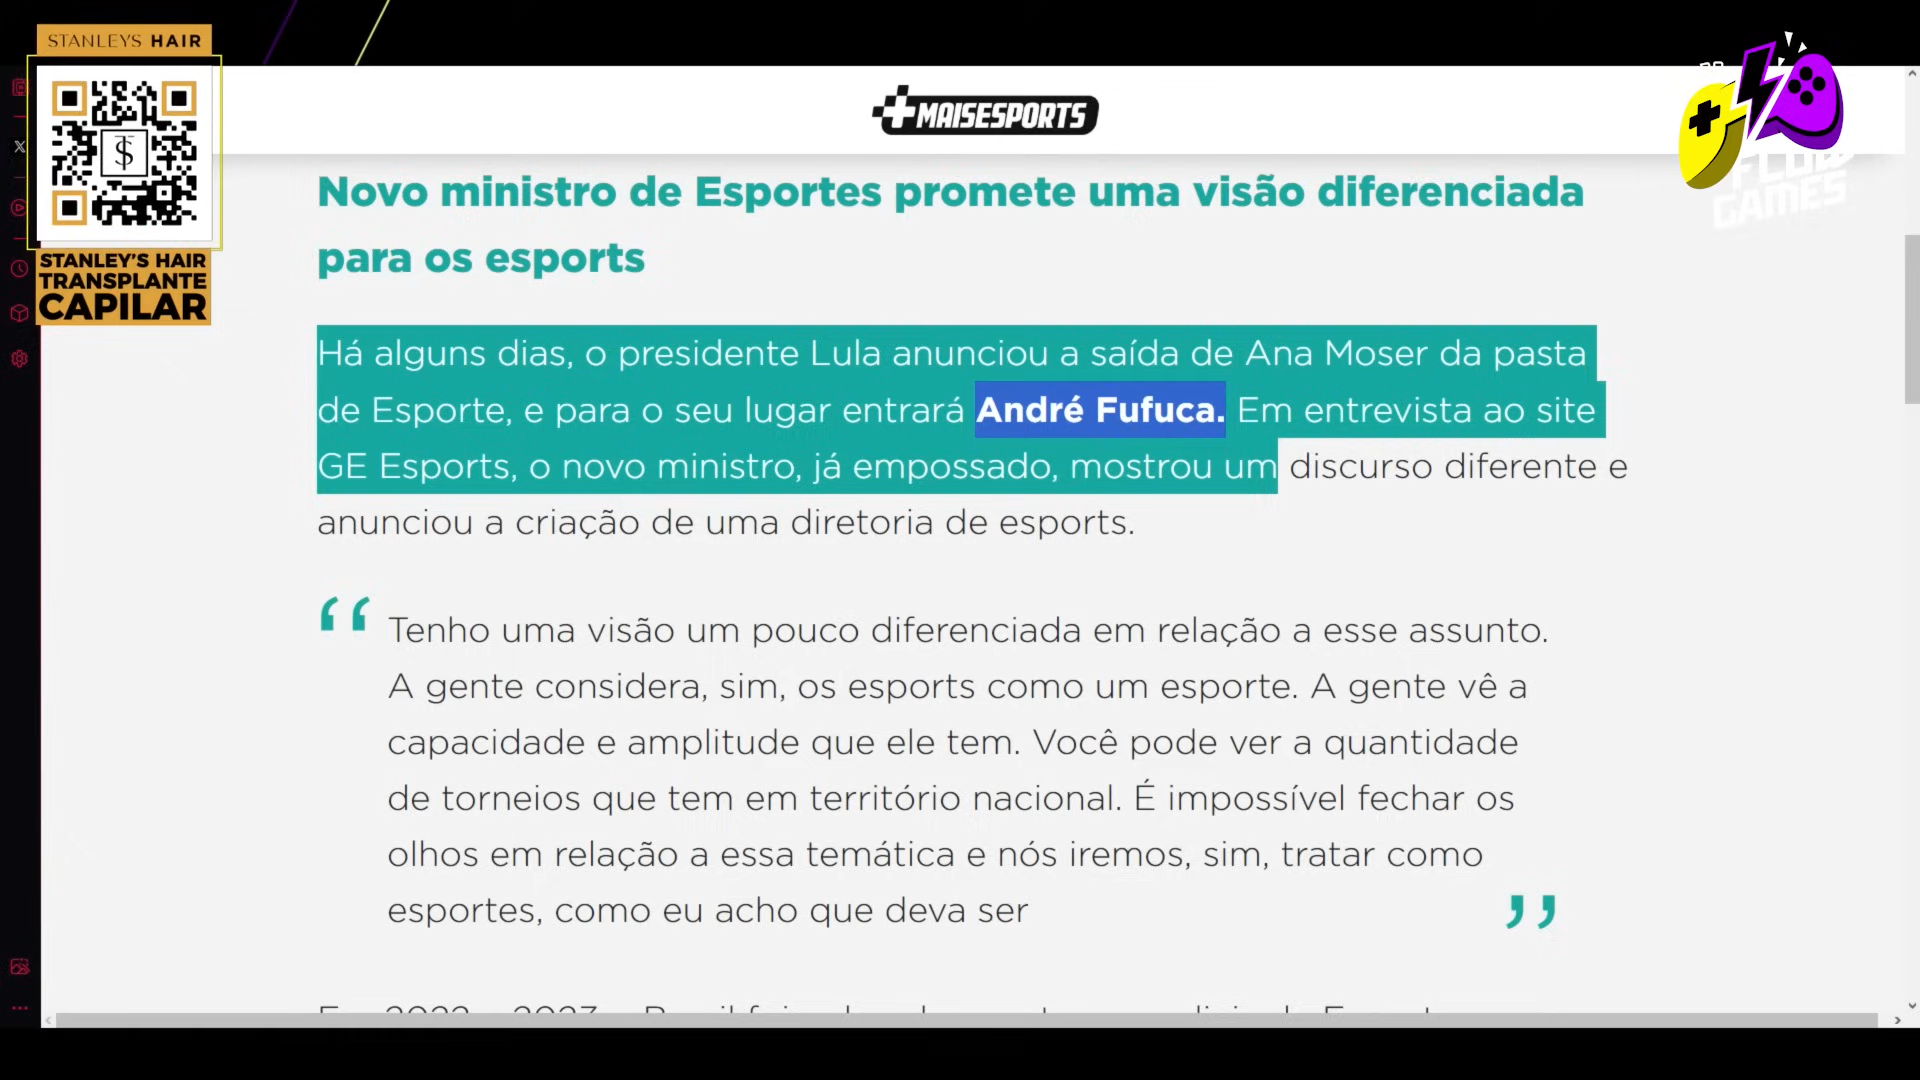 STANLEYS HAIR
STANLEY'S HAIR
TRANSPLANTE
CAPILAR
MAISESPORTS
FLOW
GAMES
Novo ministro de Esportes promete uma visão diferenciada
para os esports
Há alguns dias, o presidente Lula anunciou a saída de Ana Moser da pasta
de Esporte, e para o seu lugar entrará André Fufuca. Em entrevista ao site
GE Esports, o novo ministro, já empossado, mostrou um discurso diferente e
anunciou a criação de uma diretoria de esports.
“ Tenho uma visão um pouco diferenciada em relação a esse assunto.
A gente considera, sim, os esports como um esporte. A gente vê a
capacidade e amplitude que ele tem. Você pode ver a quantidade
de torneios que tem em território nacional. É impossível fechar os
olhos em relação a essa temática e nós iremos, sim, tratar como
esportes, como eu acho que deva ser ”